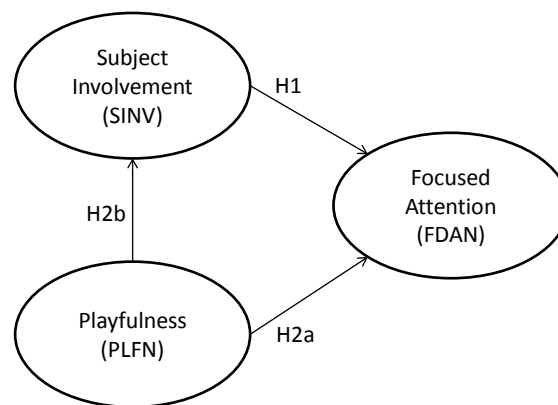 Subject
Involvement
(SINV)
H1
Focused
Attention
(FDAN)
H2b
Playfulness
(PLFN)
H2a